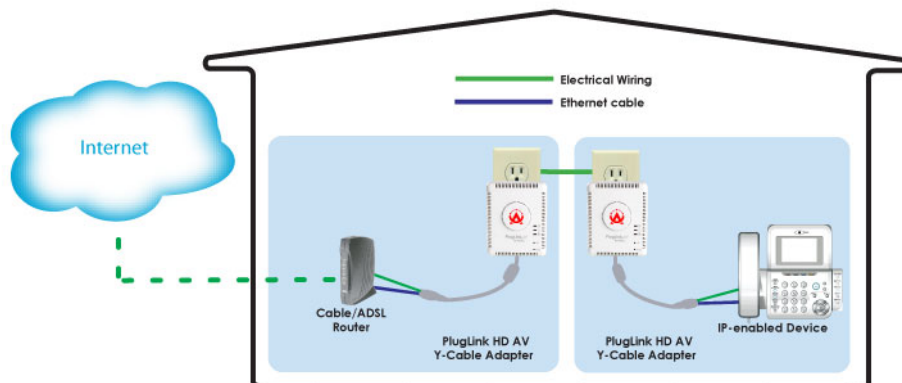 Electrical Wiring
Ethernet cable
Internet
Cable/ADSL
Router
PlugLink HD AV
Y-Cable Adapter
PlugLink HD AV
Y-Cable Adapter
IP-enabled Device